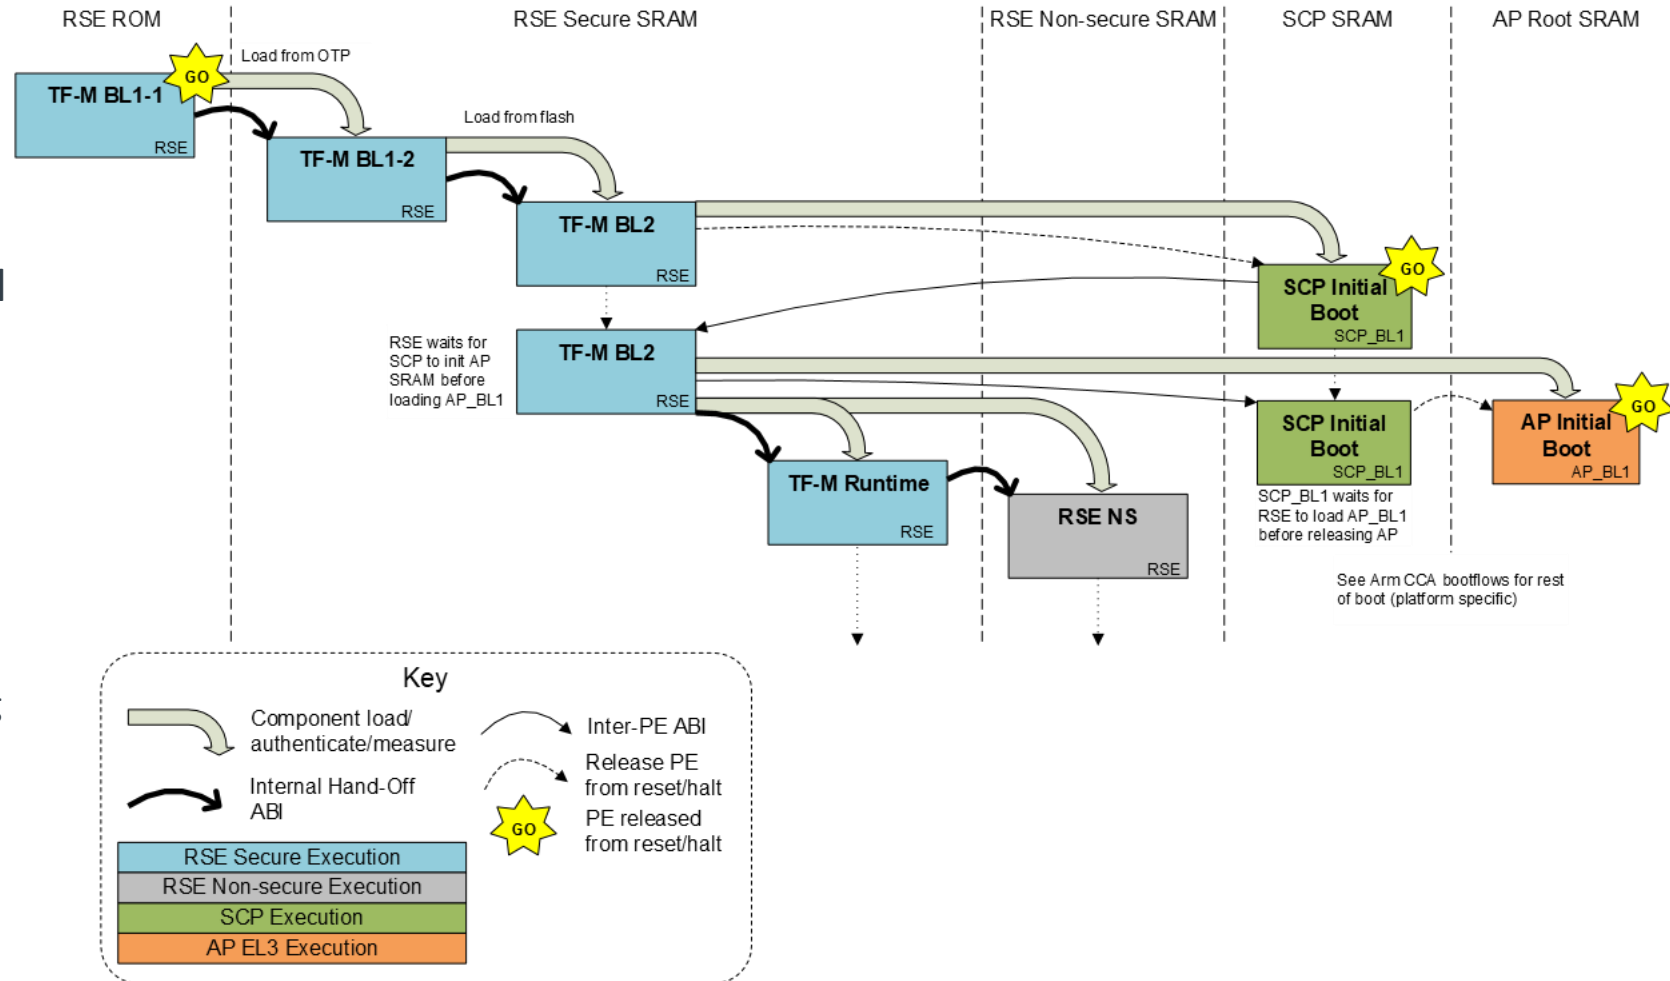 RSE ROM
RSE Secure SRAM
RSE Non-secure SRAM
SCP SRAM
AP Root SRAM
GO
Load from OTP
TF-M BL1-1
RSE
Load from flash
TF-M BL1-2
RSE
TF-M BL2
RSE
GO
SCP Initial
Boot
SCP_BL1
RSE waits for
SCP to init AP
SRAM before
loading AP_BL1
TF-M BL2
RSE
GO
SCP Initial
Boot
SCP_BL1
AP Initial
Boot
AP_BL1
TF-M Runtime
RSE
RSE NS
RSE
SCP_BL1 waits for
RSE to load AP_BL1
before releasing AP
See Arm CCA bootflows for rest
of boot (platform specific)
Key
Component load/
authenticate/measure
Inter-PE ABI
Internal Hand-Off
ABI
Release PE
from reset/halt
GO
PE released
from reset/halt
RSE Secure Execution
RSE Non-secure Execution
SCP Execution
AP EL3 Execution